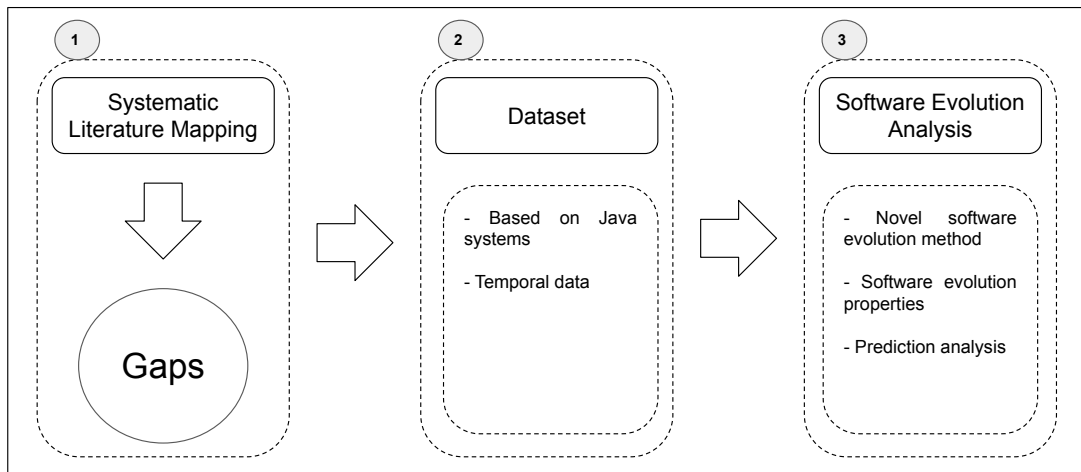 1
Systematic
Literature Mapping
Gaps
2
Dataset
- Based on Java
systems
- Temporal data
3
Software Evolution
Analysis
- Novel software
evolution method
- Software evolution
properties
- Prediction analysis